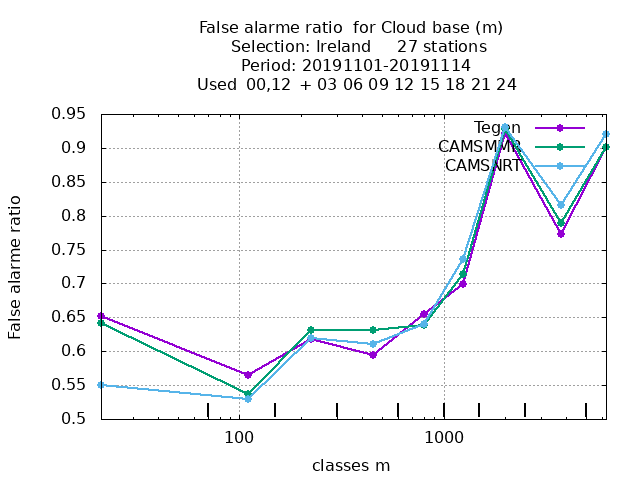 False alarme ratio  for Cloud base (m)
Selection: Ireland     27 stations
Period: 20191101-20191114
Used  00,12  + 03 06 09 12 15 18 21 24
0.95
0.9
0.85
0.8
0.75
0.7
0.65
0.6
0.55
0.5
False alarme ratio
Tegen
CAMSMMR
CAMSNRT
100
1000
classes m